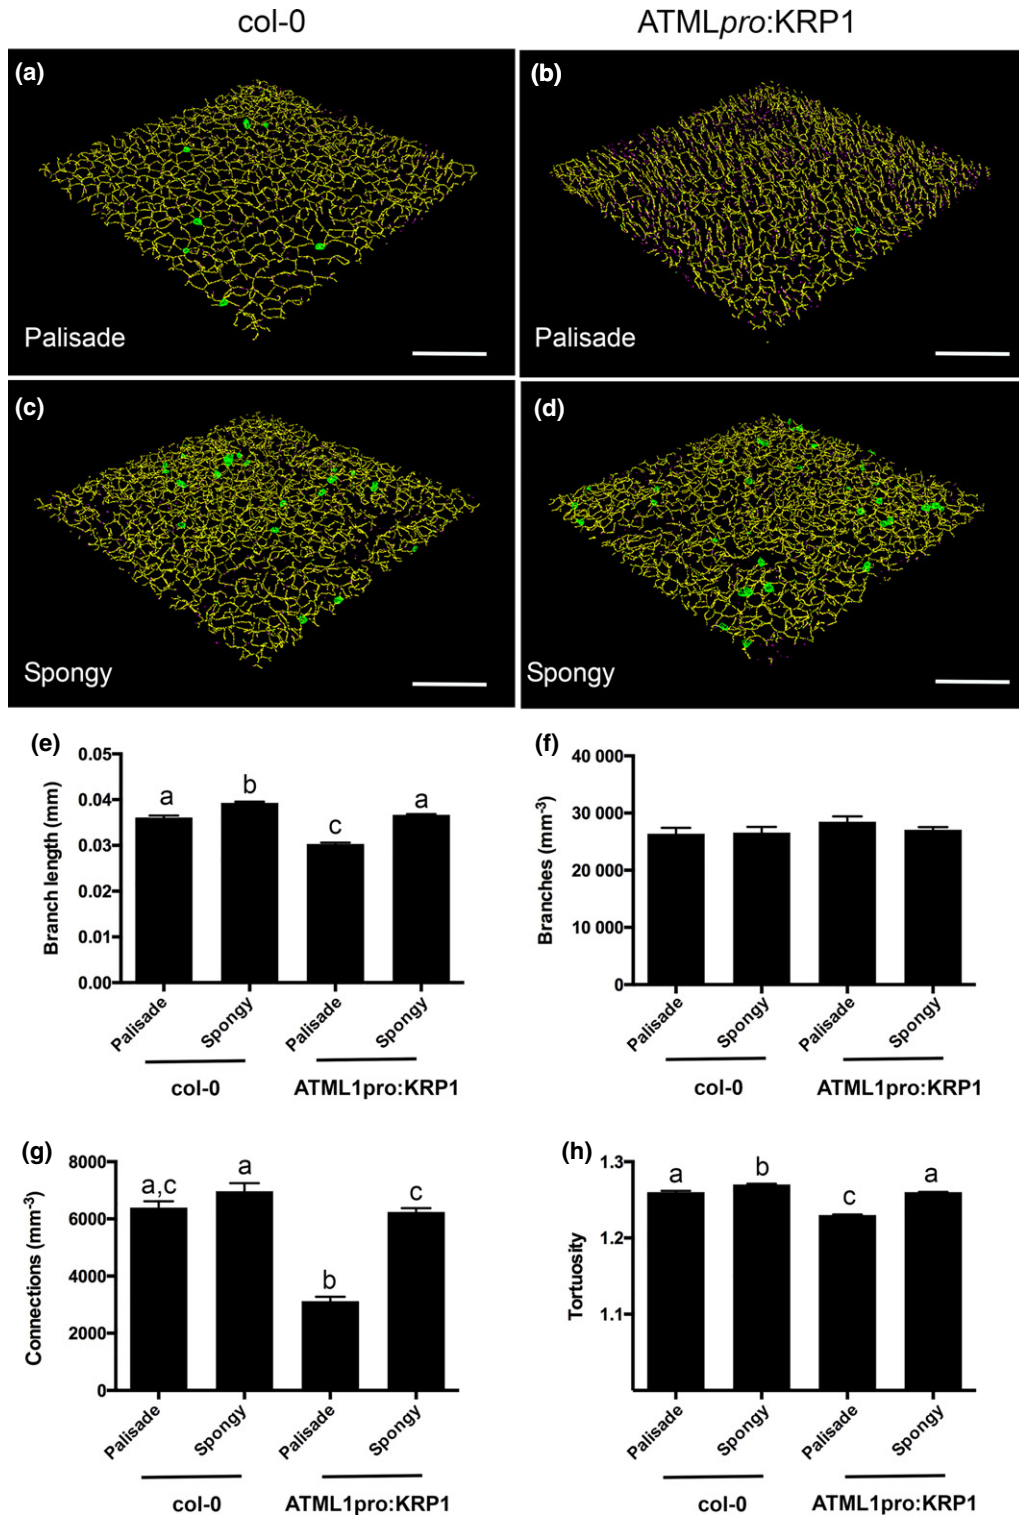 col-0
ATMLpro:KRP1
(a)
Palisade
(b)
Palisade
(c)
Spongy
(d)
Spongy
(e)
Branch length (mm)
0.05
0.04
0.03
0.02
0.01
0.00
a
b
c
a
Palisade
Spongy
Palisade
Spongy
col-0
ATML1pro:KRP1
(f)
Branches (mm-3)
40 000
30 000
20 000
10 000
0
Palisade
Spongy
Palisade
Spongy
col-0
ATML1pro:KRP1
(g)
Connections (mm-3)
8000
6000
4000
2000
0
a,c
a
b
c
Palisade
Spongy
Palisade
Spongy
col-0
ATML1pro:KRP1
(h)
Tortuosity
1.3
1.2
1.1
a
b
c
a
Palisade
Spongy
Palisade
Spongy
col-0
ATML1pro:KRP1